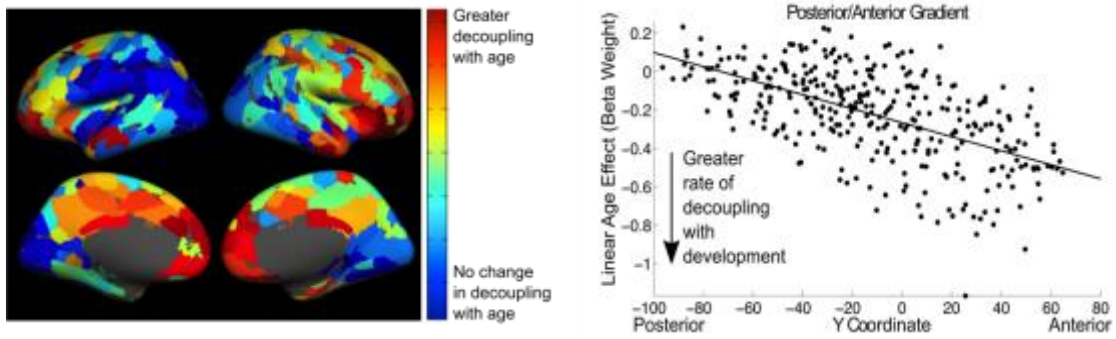 Greater
decoupling
with age
No change
in decoupling
with age
Posterior/Anterior Gradient
Linear Age Effect (Beta Weight)
0.2
0
−0.2
−0.4
−0.6
−0.8
−1
Greater
rate of
decoupling
with
development
−100 −80 −60 −40 −20 0 20 40 60 80
Posterior Y Coordinate Anterior